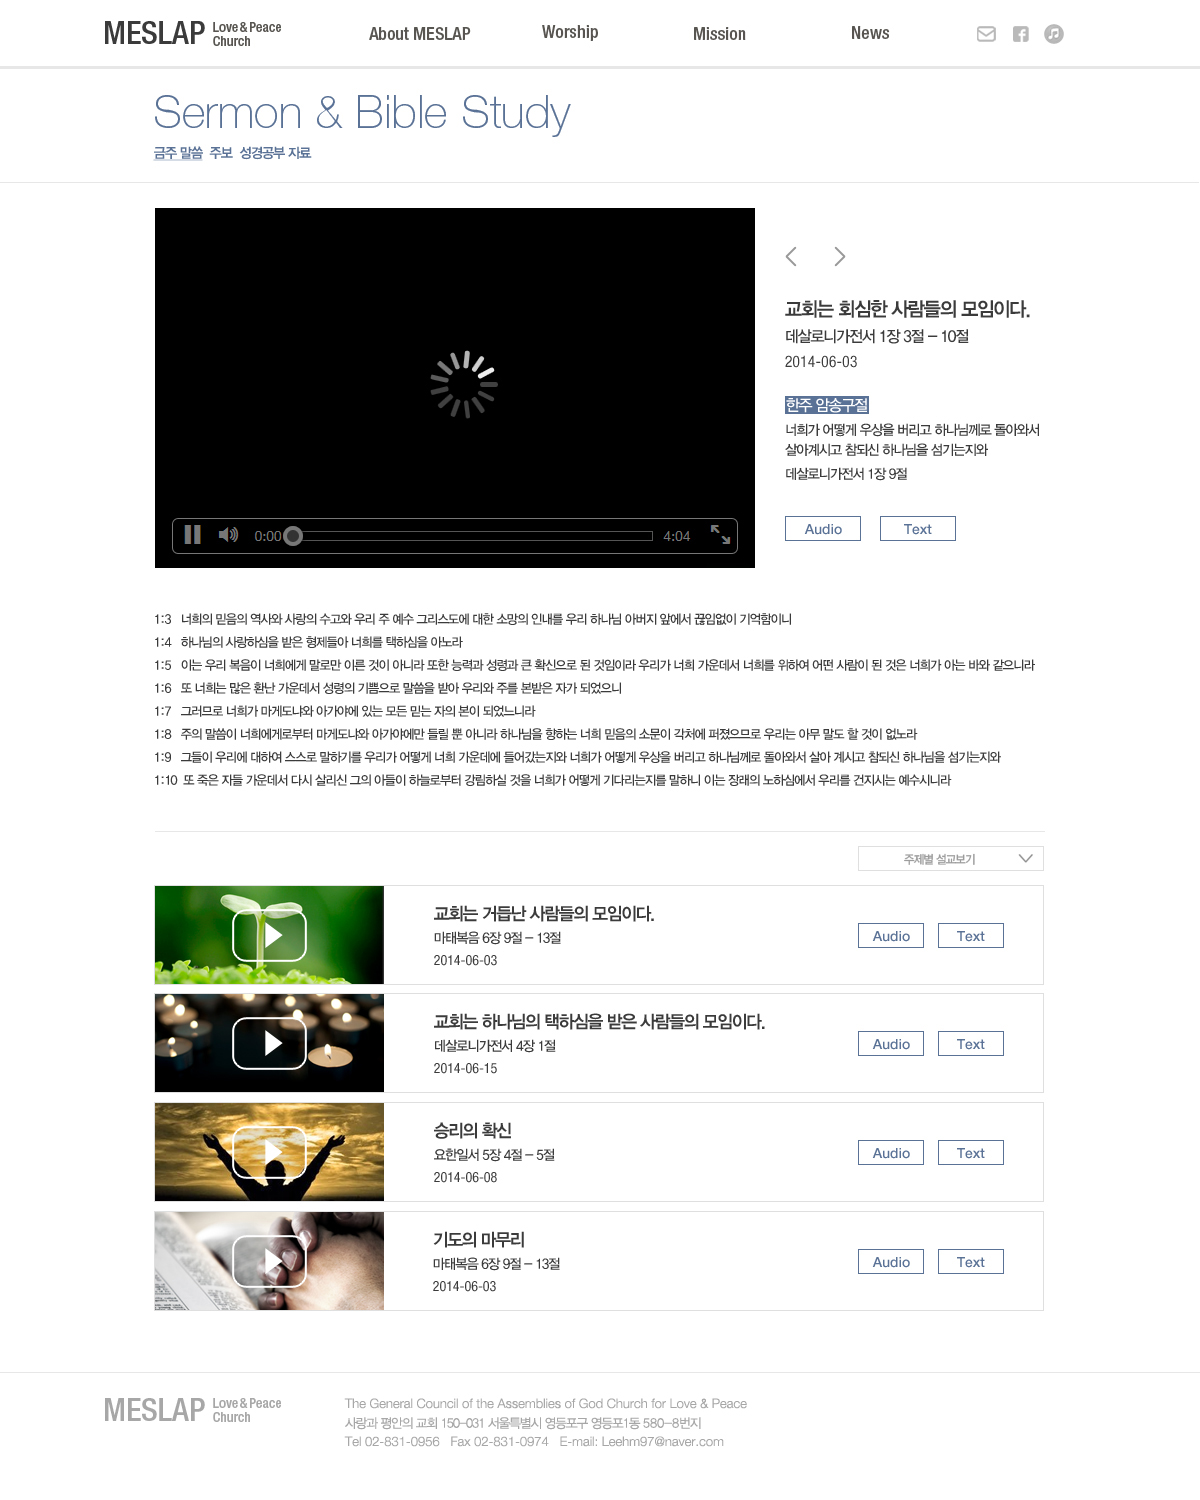 MESLAP Love & Peace Church
About MESLAP
Worship
Mission
News
Sermon & Bible Study
금주 말씀 주보 성경공부 자료
교회는 회심한 사람들의 모임이다.
데살로니가전서 1장 3절 – 10절
2014-06-03
한주 암송구절
너희가 어떻게 우상을 버리고 하나님께로 돌아와서
살아계시고 참되신 하나님을 섬기는지와
데살로니가전서 1장 9절
0:00
4:04
Audio
Text
1:3 너희의 믿음의 역사와 사랑의 수고와 우리 주 예수 그리스도에 대한 소망의 인내를 우리 하나님 아버지 앞에서 끊임없이 기억함이니
1:4 하나님의 사랑하심을 받은 형제들아 너희를 택하심을 아노라
1:5 이는 우리 복음이 너희에게 말로만 이른 것이 아니라 또한 능력과 성령과 큰 확신으로 된 것임이라 우리가 너희 가운데서 너희를 위하여 어떤 사람이 된 것은 너희가 아는 바와 같으니라
1:6 또 너희는 많은 환난 가운데서 성령의 기쁨으로 말씀을 받아 우리와 주를 본받은 자가 되었으니
1:7 그러므로 너희가 마게도냐와 아가야에 있는 모든 믿는 자의 본이 되었느니라
1:8 주의 말씀이 너희에게로부터 마게도냐와 아가야에만 들릴 뿐 아니라 하나님을 향하는 너희 믿음의 소문이 각처에 퍼졌으므로 우리는 아무 말도 할 것이 없노라
1:9 그들이 우리에 대하여 스스로 말하기를 우리가 어떻게 너희 가운데에 들어갔는지와 너희가 어떻게 우상을 버리고 하나님께로 돌아와서 살아 계시고 참되신 하나님을 섬기는지와
1:10 또 죽은 자들 가운데서 다시 살리신 그의 아들이 하늘로부터 강림하실 것을 너희가 어떻게 기다리는지를 말하니 이는 장래의 노하심에서 우리를 건지시는 예수시니라
주제별 설교보기
교회는 거듭난 사람들의 모임이다.
마태복음 6장 9절 – 13절
2014-06-03
Audio
Text
교회는 하나님의 택하심을 받은 사람들의 모임이다.
데살로니가전서 4장 1절
2014-06-15
Audio
Text
승리의 확신
요한일서 5장 4절 – 5절
2014-06-08
Audio
Text
기도의 마무리
마태복음 6장 9절 – 13절
2014-06-03
Audio
Text
MESLAP Love & Peace Church
The General Council of the Assemblies of God Church for Love & Peace
사랑과 평안의 교회 150-031 서울특별시 영등포구 영등포1동 580-8번지
Tel 02-831-0956 Fax 02-831-0974 E-mail: Leehm97@naver.com